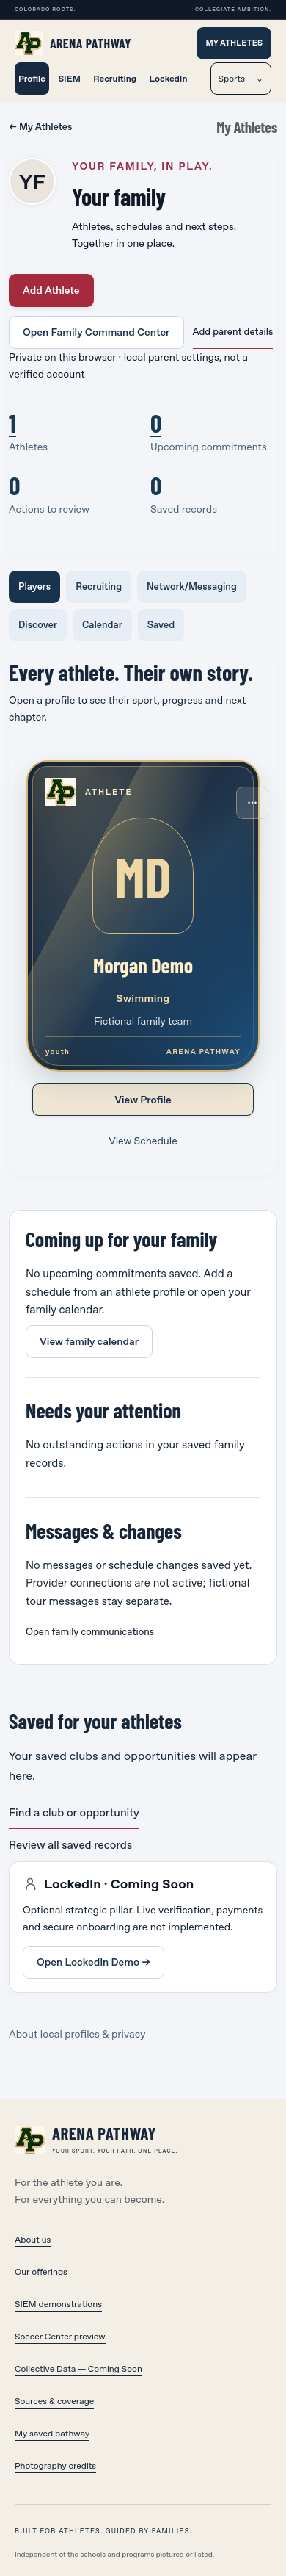 COLORADO ROOTS. COLLEGIATE AMBITION.
AP ARENA PATHWAY MY ATHLETES
Profile SIEM Recruiting LockedIn Sports
← My Athletes My Athletes
YF
YOUR FAMILY, IN PLAY.
Your family
Athletes, schedules and next steps.
Together in one place.
Add Athlete
Open Family Command Center Add parent details
Private on this browser · local parent settings, not a
verified account
1 0
Athletes Upcoming commitments
0 0
Actions to review Saved records
Players Recruiting Network/Messaging
Discover Calendar Saved
Every athlete. Their own story.
Open a profile to see their sport, progress and next
chapter.
AP ATHLETE
···
MD
Morgan Demo
Swimming
Fictional family team
youth ARENA PATHWAY
View Profile
View Schedule
Coming up for your family
No upcoming commitments saved. Add a
schedule from an athlete profile or open your
family calendar.
View family calendar
Needs your attention
No outstanding actions in your saved family
records.
Messages & changes
No messages or schedule changes saved yet.
Provider connections are not active; fictional
tour messages stay separate.
Open family communications
Saved for your athletes
Your saved clubs and opportunities will appear
here.
Find a club or opportunity
Review all saved records
LockedIn · Coming Soon
Optional strategic pillar. Live verification, payments
and secure onboarding are not implemented.
Open LockedIn Demo →
About local profiles & privacy
AP ARENA PATHWAY
YOUR SPORT. YOUR PATH. ONE PLACE.
For the athlete you are.
For everything you can become.
About us
Our offerings
SIEM demonstrations
Soccer Center preview
Collective Data — Coming Soon
Sources & coverage
My saved pathway
Photography credits
BUILT FOR ATHLETES. GUIDED BY FAMILIES.
Independent of the schools and programs pictured or listed.